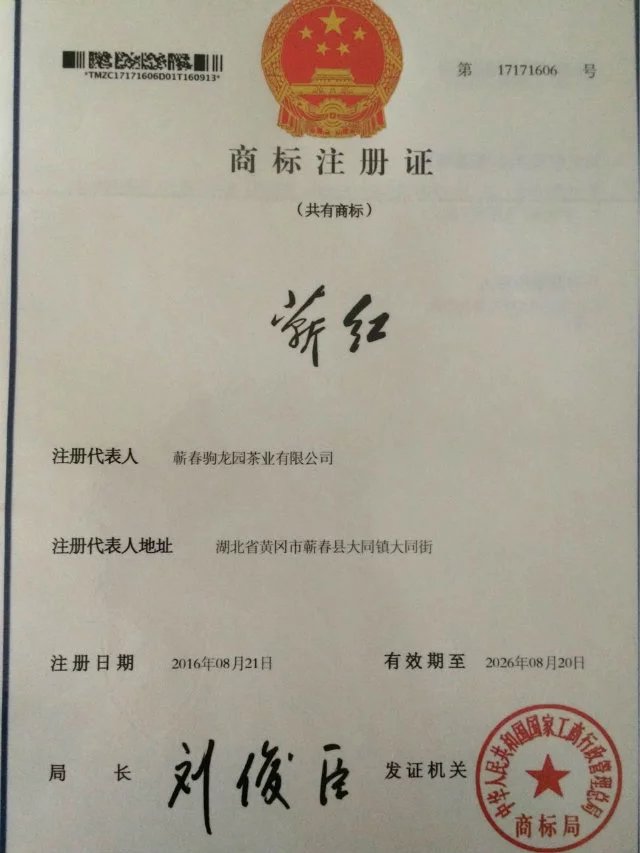 第 17171606 号
*TMZC17171606D01T160913*
商标注册证
（共有商标）
蕲红
注册代表人 蕲春驹龙园茶业有限公司
注册代表人地址 湖北省黄冈市蕲春县大同镇大同街
注册日期 2016年08月21日 有效期至 2026年08月20日
局长 刘俊臣 发证机关
中华人民共和国国家工商行政管理总局
商标局